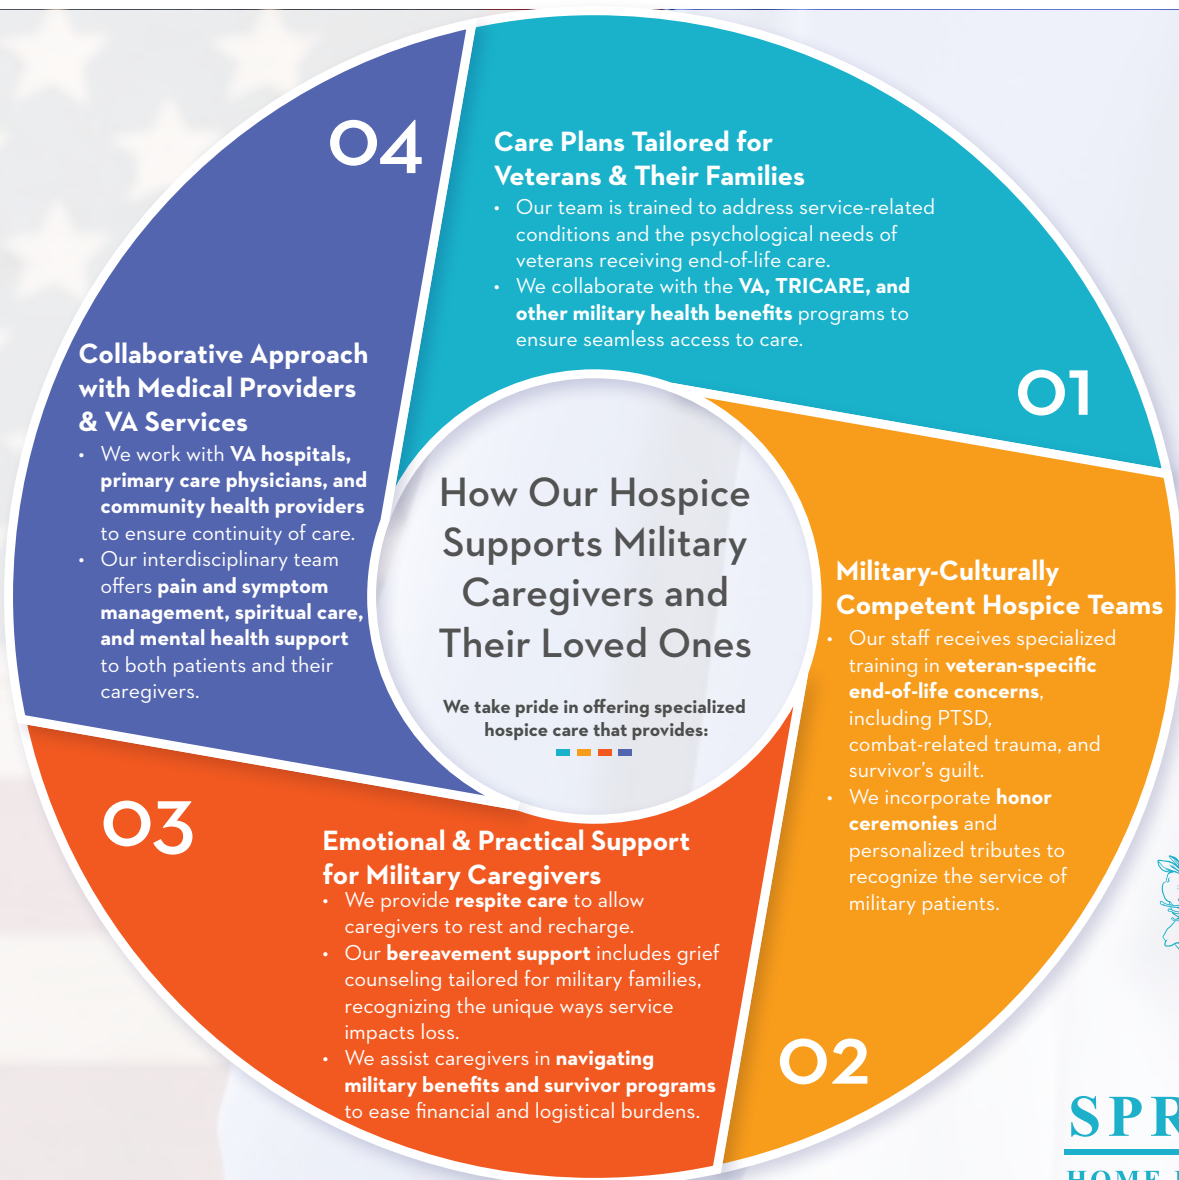 How Our Hospice
Supports Military
Caregivers and
Their Loved Ones
We take pride in offering specialized
hospice care that provides:
01
Care Plans Tailored for
Veterans & Their Families
• Our team is trained to address service-related
conditions and the psychological needs of
veterans receiving end-of-life care.
• We collaborate with the VA, TRICARE, and
other military health benefits programs to
ensure seamless access to care.
02
Military-Culturally
Competent Hospice Teams
• Our staff receives specialized
training in veteran-specific
end-of-life concerns,
including PTSD,
combat-related trauma, and
survivor's guilt.
• We incorporate honor
ceremonies and
personalized tributes to
recognize the service of
military patients.
03
Emotional & Practical Support
for Military Caregivers
• We provide respite care to allow
caregivers to rest and recharge.
• Our bereavement support includes grief
counseling tailored for military families,
recognizing the unique ways service
impacts loss.
• We assist caregivers in navigating
military benefits and survivor programs
to ease financial and logistical burdens.
04
Collaborative Approach
with Medical Providers
& VA Services
• We work with VA hospitals,
primary care physicians, and
community health providers
to ensure continuity of care.
• Our interdisciplinary team
offers pain and symptom
management, spiritual care,
and mental health support
to both patients and their
caregivers.
SPR
HOME